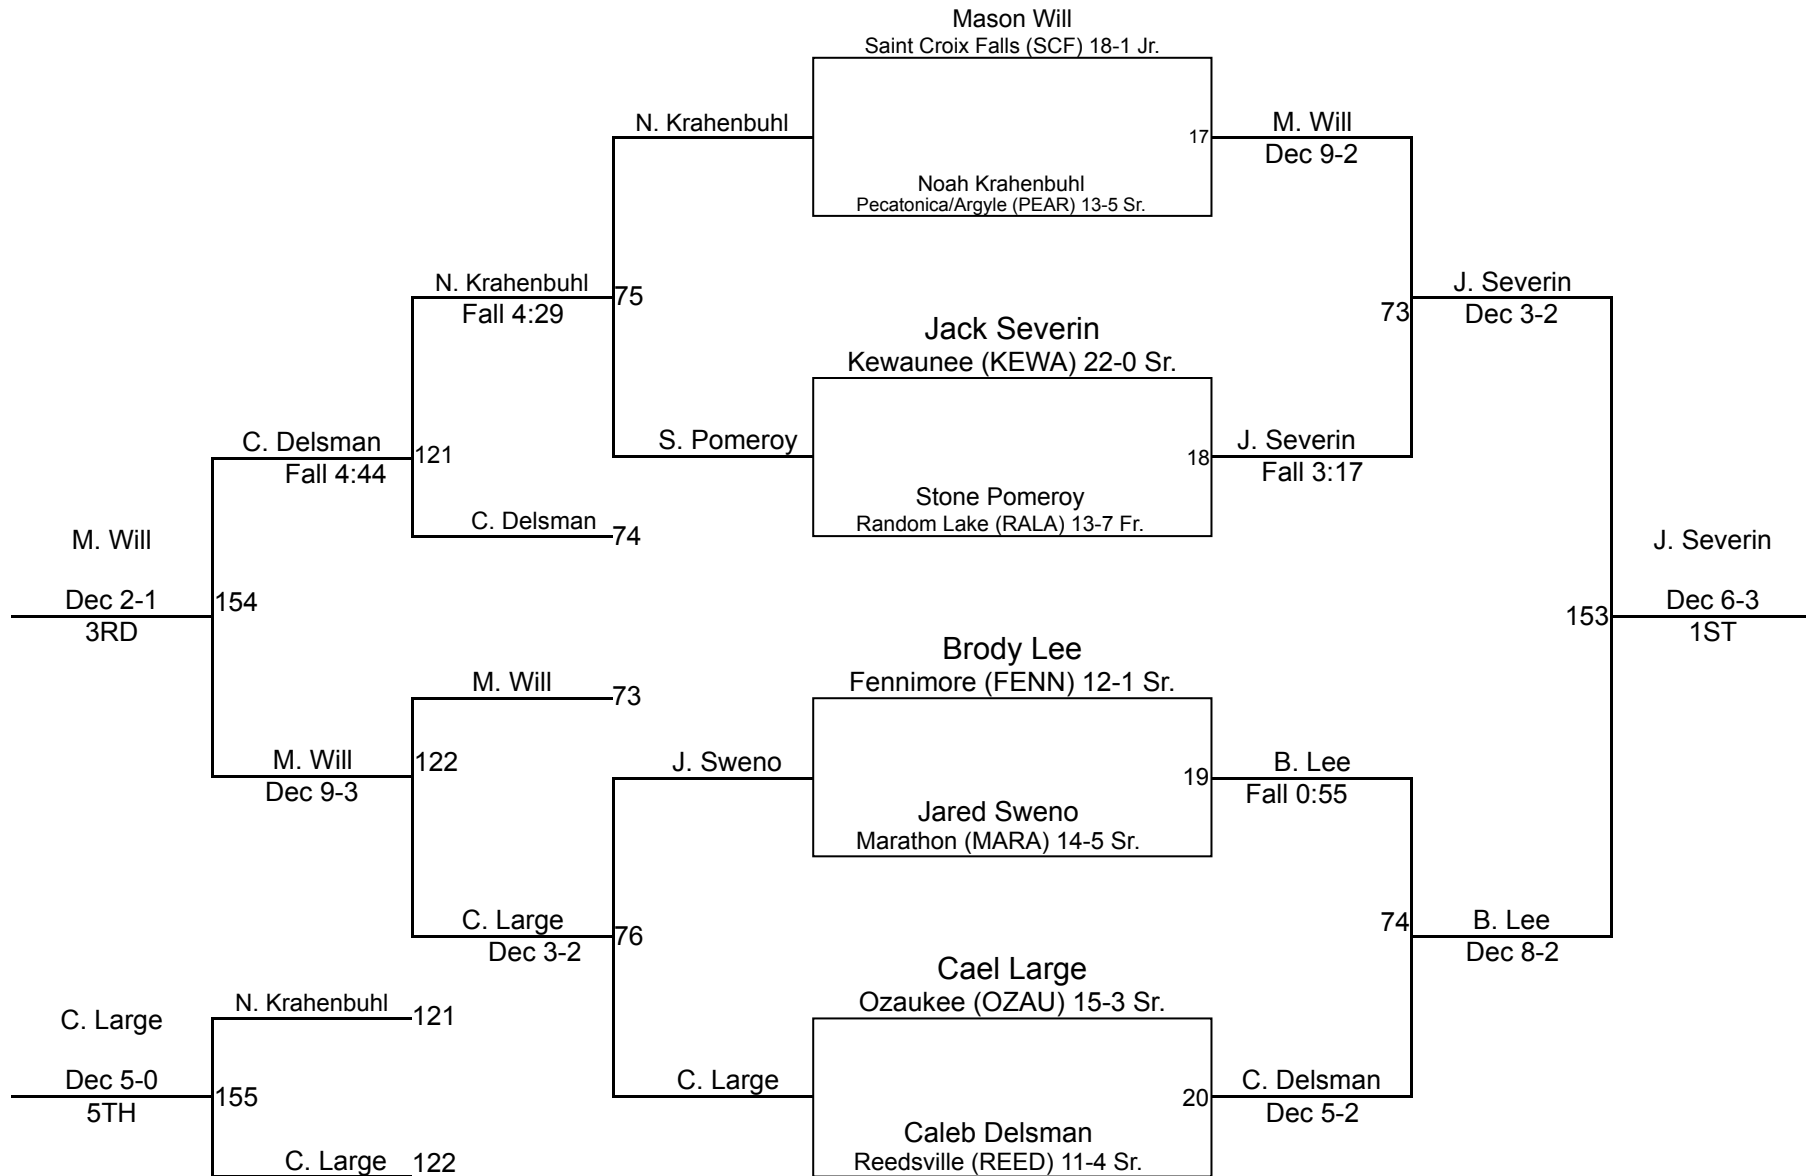 Mason Will
Saint Croix Falls (SCF) 18-1 Jr.
N. Krahenbuhl
17
M. Will
Dec 9-2
Noah Krahenbuhl
Pecatonica/Argyle (PEAR) 13-5 Sr.
N. Krahenbuhl
Fall 4:29
75
73
J. Severin
Dec 3-2
Jack Severin
Kewaunee (KEWA) 22-0 Sr.
C. Delsman
Fall 4:44
121
S. Pomeroy
18
J. Severin
Fall 3:17
Stone Pomeroy
Random Lake (RALA) 13-7 Fr.
C. Delsman
74
M. Will
Dec 2-1
3RD
154
J. Severin
153
Dec 6-3
1ST
Brody Lee
Fennimore (FENN) 12-1 Sr.
M. Will
73
M. Will
Dec 9-3
122
J. Sweno
19
B. Lee
Fall 0:55
Jared Sweno
Marathon (MARA) 14-5 Sr.
C. Large
Dec 3-2
76
74
B. Lee
Dec 8-2
Cael Large
Ozaukee (OZAU) 15-3 Sr.
N. Krahenbuhl
121
C. Large
Dec 5-0
5TH
155
C. Large
20
C. Delsman
Dec 5-2
Caleb Delsman
Reedsville (REED) 11-4 Sr.
C. Large
122